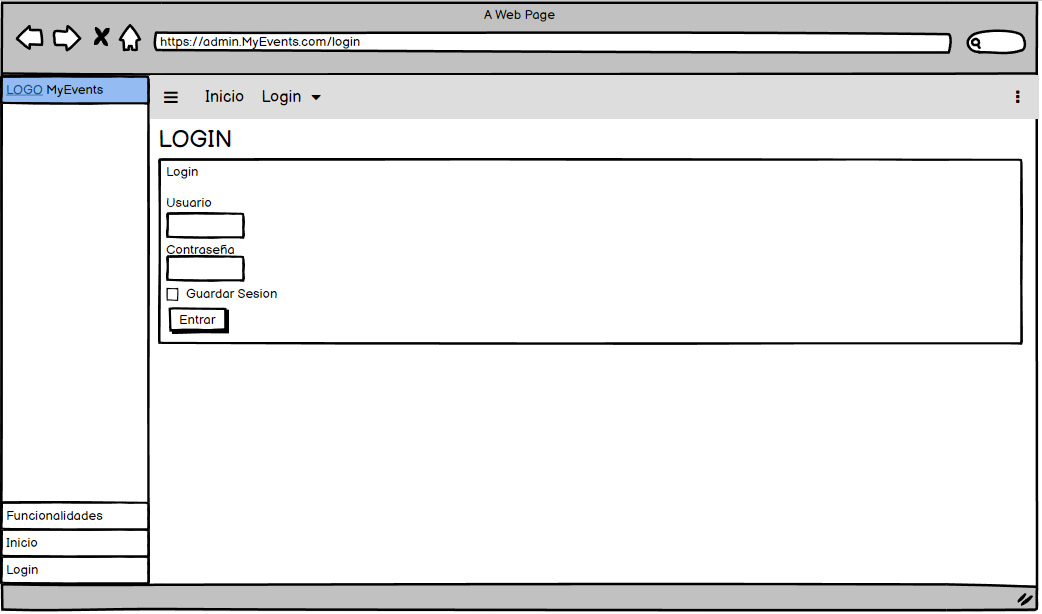 A Web Page
https://admin.MyEvents.com/login
LOGO MyEvents
Inicio Login
LOGIN
Login
Usuario
Contraseña
Guardar Sesion
Entrar
Funcionalidades
Inicio
Login